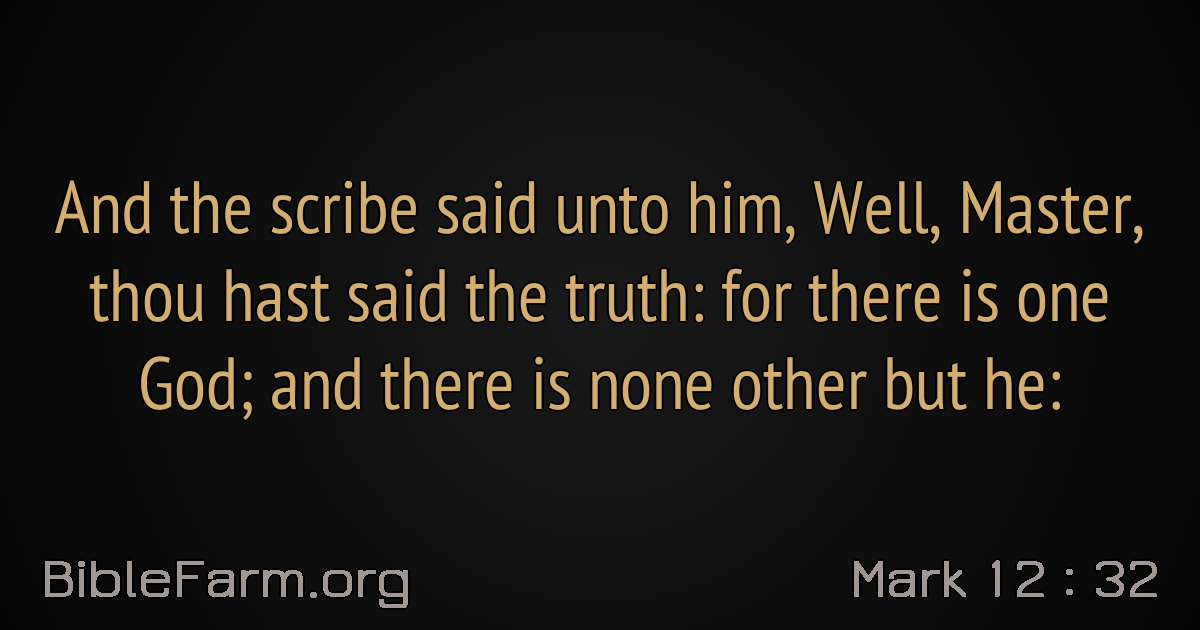 And the scribe said unto him, Well, Master,
thou hast said the truth: for there is one
God; and there is none other but he:
BibleFarm.org
Mark 12 : 32